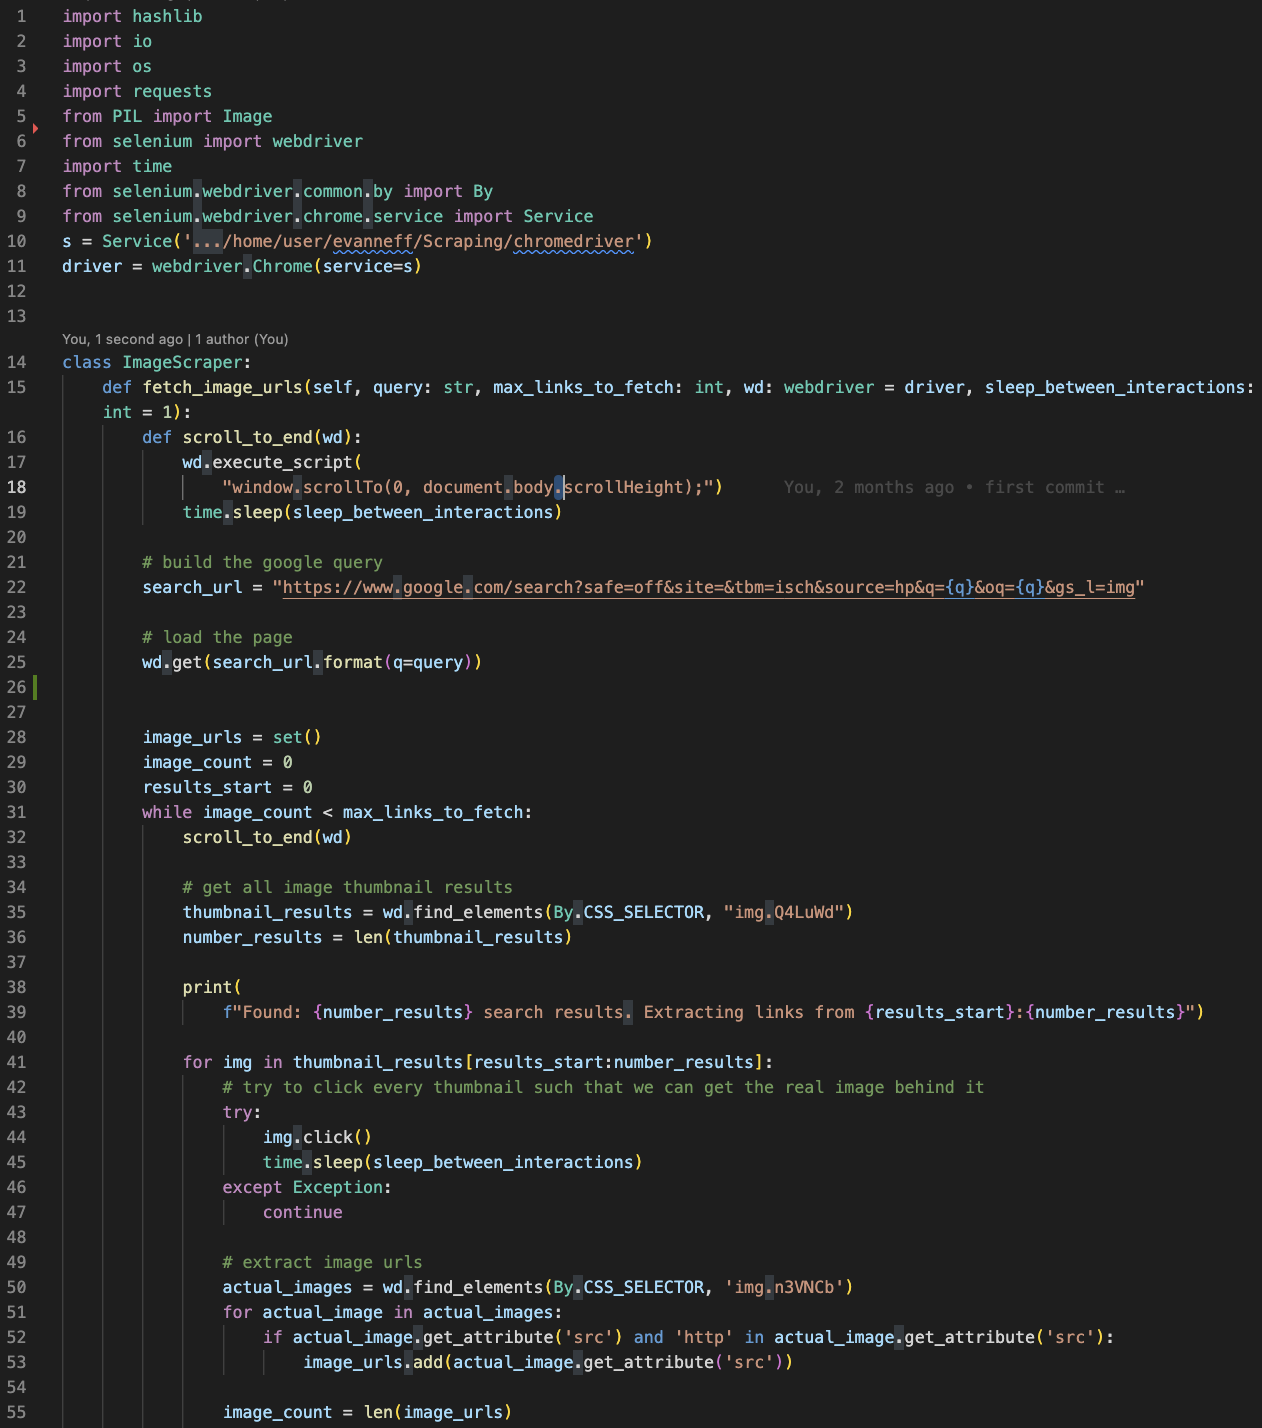 1 import hashlib
2 import io
3 import os
4 import requests
5 from PIL import Image
6 from selenium import webdriver
7 import time
8 from selenium.webdriver.common.by import By
9 from selenium.webdriver.chrome.service import Service
10 s = Service('.../home/user/evanneff/Scraping/chromedriver')
11 driver = webdriver.Chrome(service=s)
12
13
You, 1 second ago | 1 author (You)
14 class ImageScraper:
15     def fetch_image_urls(self, query: str, max_links_to_fetch: int, wd: webdriver = driver, sleep_between_interactions:
    int = 1):
16         def scroll_to_end(wd):
17             wd.execute_script(
18                 "window.scrollTo(0, document.body.scrollHeight);")      You, 2 months ago • first commit …
19             time.sleep(sleep_between_interactions)
20
21         # build the google query
22         search_url = "https://www.google.com/search?safe=off&site=&tbm=isch&source=hp&q={q}&oq={q}&gs_l=img"
23
24         # load the page
25         wd.get(search_url.format(q=query))
26
27
28         image_urls = set()
29         image_count = 0
30         results_start = 0
31         while image_count < max_links_to_fetch:
32             scroll_to_end(wd)
33
34             # get all image thumbnail results
35             thumbnail_results = wd.find_elements(By.CSS_SELECTOR, "img.Q4LuWd")
36             number_results = len(thumbnail_results)
37
38             print(
39                 f"Found: {number_results} search results. Extracting links from {results_start}:{number_results}")
40
41             for img in thumbnail_results[results_start:number_results]:
42                 # try to click every thumbnail such that we can get the real image behind it
43                 try:
44                     img.click()
45                     time.sleep(sleep_between_interactions)
46                 except Exception:
47                     continue
48
49                 # extract image urls
50                 actual_images = wd.find_elements(By.CSS_SELECTOR, 'img.n3VNCb')
51                 for actual_image in actual_images:
52                     if actual_image.get_attribute('src') and 'http' in actual_image.get_attribute('src'):
53                         image_urls.add(actual_image.get_attribute('src'))
54
55                 image_count = len(image_urls)